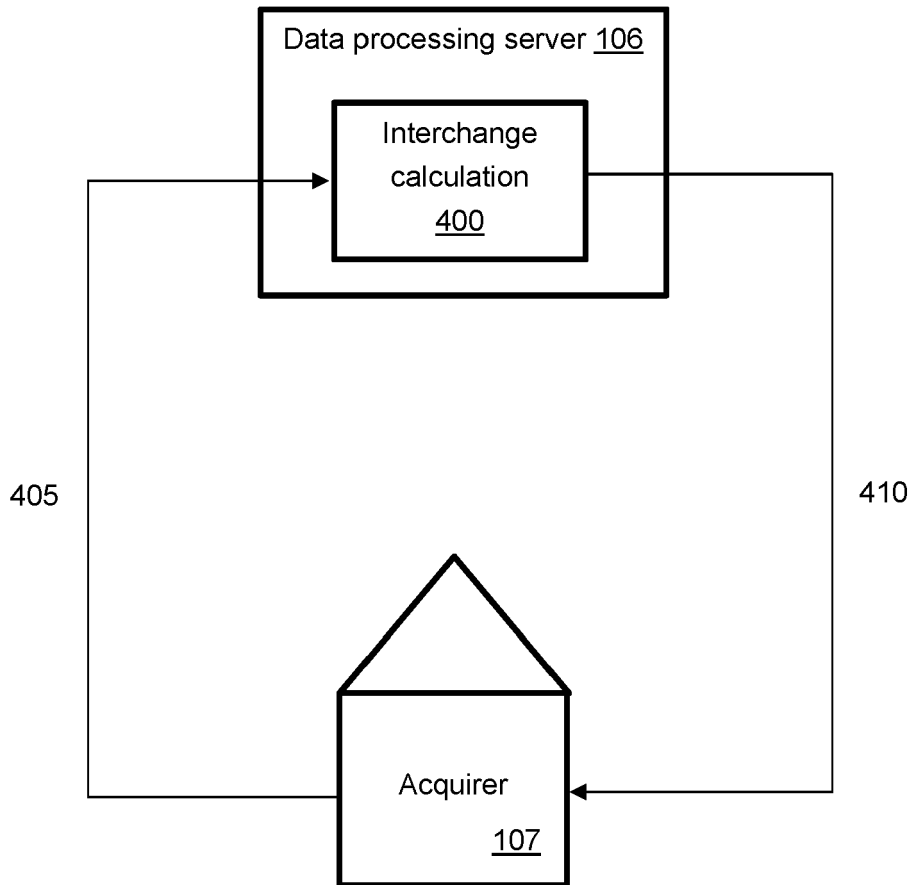 Data processing server 106
Interchange
calculation
400
405
410
Acquirer
107